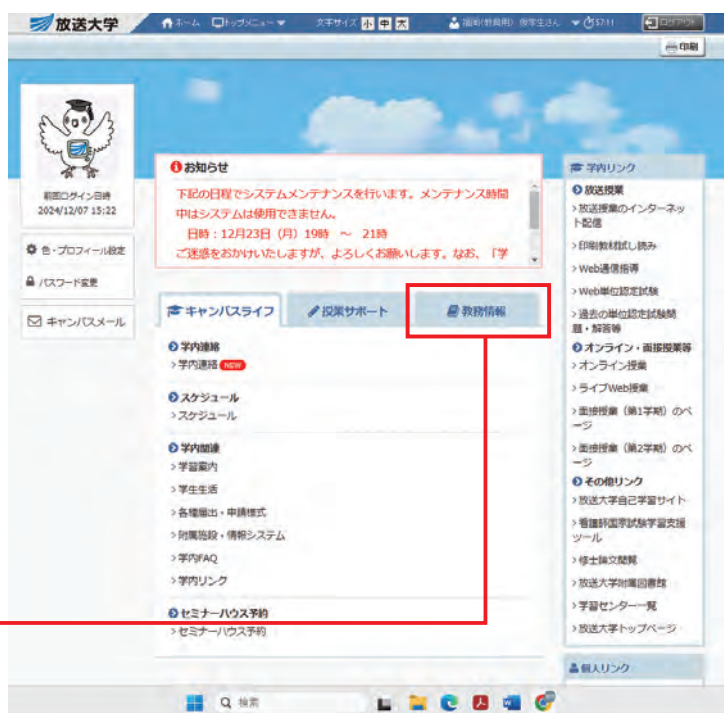 放送大学
ホーム
トップメニュー
文字サイズ 小 中 大
57:11
ログアウト
印刷
前回ログイン日時
2024/12/07 15:22
色・プロフィール設定
パスワード変更
キャンパスメール
お知らせ
下記の日程でシステムメンテナンスを行います。メンテナンス時間
中はシステムは使用できません。
日時:12月23日(月)19時 ～ 21時
ご迷惑をおかけいたしますが、よろしくお願いします。なお、「学
キャンパスライフ
授業サポート
教務情報
学内連絡
>学内連絡 NEW
スケジュール
>スケジュール
学内関連
>学習案内
>学生生活
>各種届出・申請様式
>附属施設・情報システム
>学内FAQ
>学内リンク
セミナーハウス予約
>セミナーハウス予約
学内リンク
放送授業
>放送授業のインターネッ
ト配信
>印刷教材試し読み
>Web通信指導
>Web単位認定試験
>過去の単位認定試験問
題・解答等
オンライン・面接授業等
>オンライン授業
>ライブWeb授業
>面接授業(第1学期)のペ
ージ
>面接授業(第2学期)のペ
ージ
その他リンク
>放送大学自己学習サイト
>看護師国家試験学習支援
ツール
>修士論文閲覧
>放送大学附属図書館
>学習センター一覧
>放送大学トップページ
個人リンク
検索